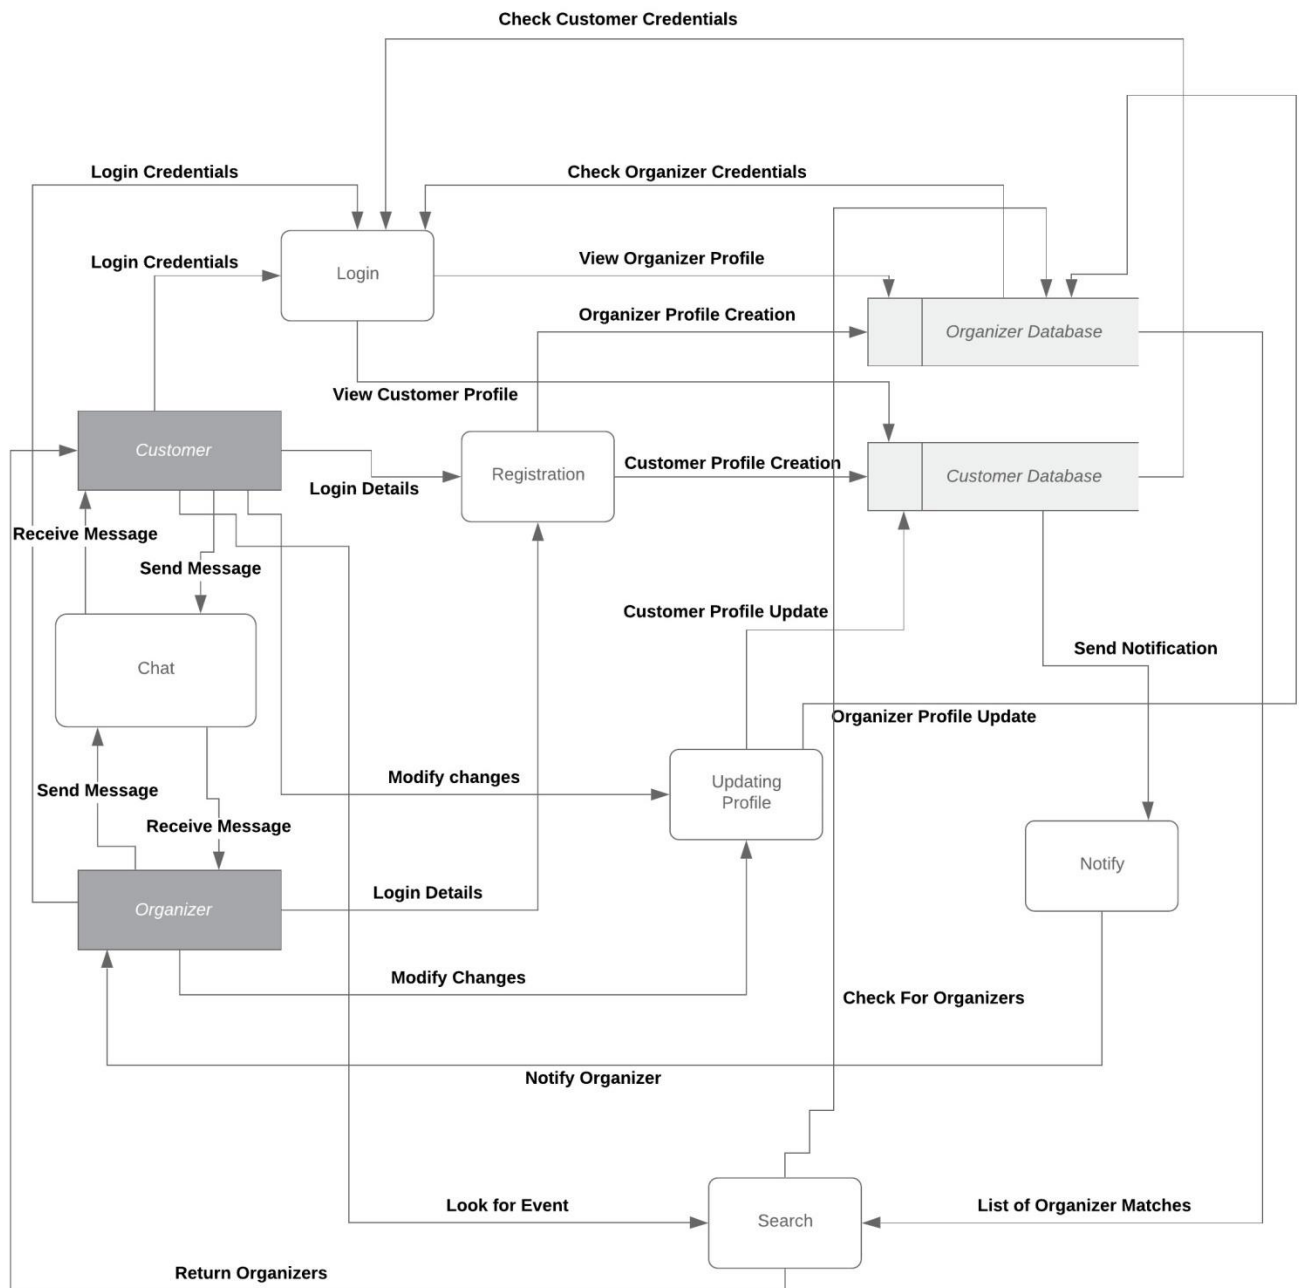 Check Customer Credentials
Login Credentials
Check Organizer Credentials
Login Credentials
Login
View Organizer Profile
Organizer Profile Creation
Organizer Database
View Customer Profile
Customer
Registration
Customer Profile Creation
Customer Database
Login Details
Receive Message
Send Message
Customer Profile Update
Send Notification
Chat
Organizer Profile Update
Modify changes
Updating
Profile
Send Message
Receive Message
Notify
Login Details
Organizer
Modify Changes
Check For Organizers
Notify Organizer
Look for Event
Search
List of Organizer Matches
Return Organizers